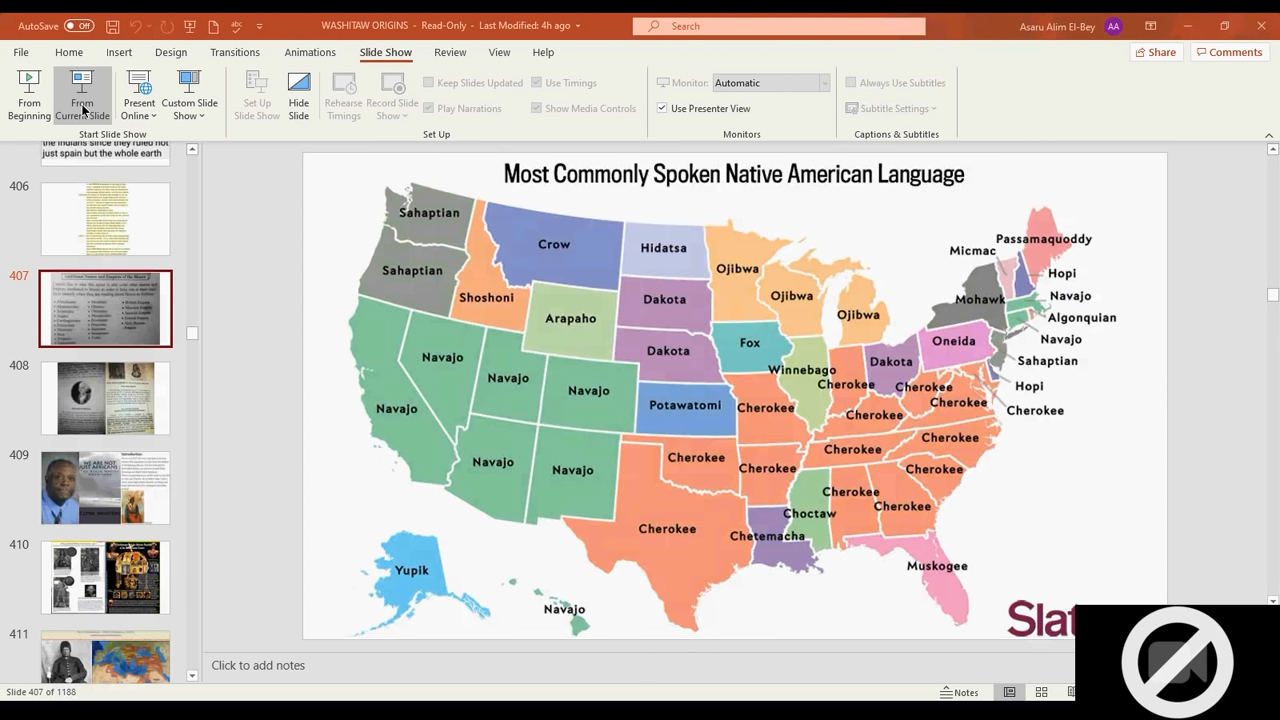 AutoSave Off
WASHITAW ORIGINS - Read-Only - Last Modified: 4h ago
Search
Asaru Alim El-Bey AA
File Home Insert Design Transitions Animations Slide Show Review View Help
Share Comments
From Beginning
From Current Slide
Present Online
Custom Slide Show
Start Slide Show
Set Up Slide Show
Hide Slide
Rehearse Timings
Record Slide Show
Keep Slides Updated
Play Narrations
Use Timings
Show Media Controls
Set Up
Monitor: Automatic
Use Presenter View
Monitors
Always Use Subtitles
Subtitle Settings
Captions & Subtitles
the Indians since they ruled not
just spain but the whole earth
406
407
408
409
410
411
Most Commonly Spoken Native American Language
Sahaptian
Crow
Hidatsa
Ojibwa
Micmac
Passamaquoddy
Sahaptian
Shoshoni
Arapaho
Dakota
Ojibwa
Ojibwa
Mohawk
Hopi
Navajo
Algonquian
Navajo
Sahaptian
Hopi
Cherokee
Navajo
Navajo
Navajo
Navajo
Dakota
Fox
Winnebago
Cherokee
Dakota
Oneida
Cherokee
Cherokee
Potawatomi
Cherokee
Cherokee
Cherokee
Cherokee
Navajo
Navajo
Cherokee
Cherokee
Cherokee
Cherokee
Cherokee
Cherokee
Choctaw
Chetemacha
Muskogee
Yupik
Navajo
Slat
Click to add notes
Slide 407 of 1188
Notes